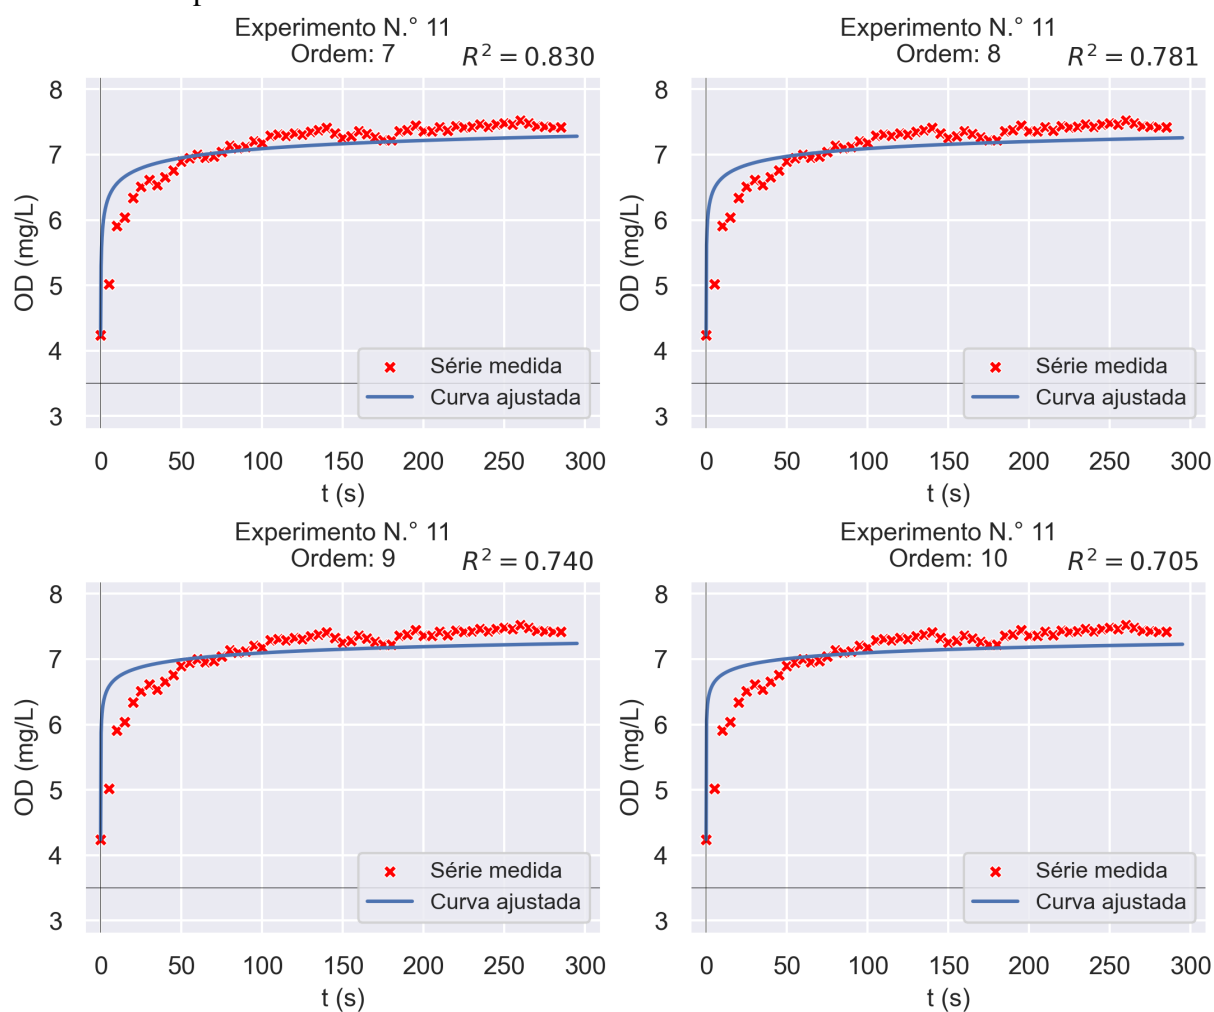 Experimento N.° 11
Ordem: 7 R² = 0.830
8
7
6
5
4
3
OD (mg/L)
Série medida
Curva ajustada
0 50 100 150 200 250 300
t (s)
Experimento N.° 11
Ordem: 8 R² = 0.781
8
7
6
5
4
3
OD (mg/L)
Série medida
Curva ajustada
0 50 100 150 200 250 300
t (s)
Experimento N.° 11
Ordem: 9 R² = 0.740
8
7
6
5
4
3
OD (mg/L)
Série medida
Curva ajustada
0 50 100 150 200 250 300
t (s)
Experimento N.° 11
Ordem: 10 R² = 0.705
8
7
6
5
4
3
OD (mg/L)
Série medida
Curva ajustada
0 50 100 150 200 250 300
t (s)